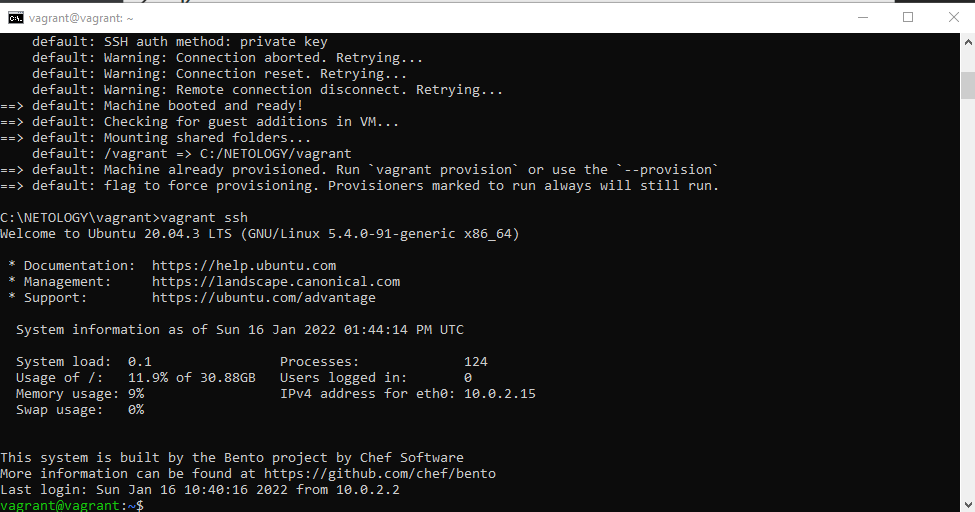 vagrant@vagrant: ~
default: SSH auth method: private key
default: Warning: Connection aborted. Retrying...
default: Warning: Connection reset. Retrying...
default: Warning: Remote connection disconnect. Retrying...
==> default: Machine booted and ready!
==> default: Checking for guest additions in VM...
==> default: Mounting shared folders...
default: /vagrant => C:/NETOLOGY/vagrant
==> default: Machine already provisioned. Run `vagrant provision` or use the `--provision`
==> default: flag to force provisioning. Provisioners marked to run always will still run.
C:\NETOLOGY\vagrant>vagrant ssh
Welcome to Ubuntu 20.04.3 LTS (GNU/Linux 5.4.0-91-generic x86_64)
* Documentation:  https://help.ubuntu.com
* Management:     https://landscape.canonical.com
* Support:        https://ubuntu.com/advantage
System information as of Sun 16 Jan 2022 01:44:14 PM UTC
System load:  0.1                Processes:             124
Usage of /:   11.9% of 30.88GB   Users logged in:       0
Memory usage: 9%                 IPv4 address for eth0: 10.0.2.15
Swap usage:   0%
This system is built by the Bento project by Chef Software
More information can be found at https://github.com/chef/bento
Last login: Sun Jan 16 10:40:16 2022 from 10.0.2.2
vagrant@vagrant:~$